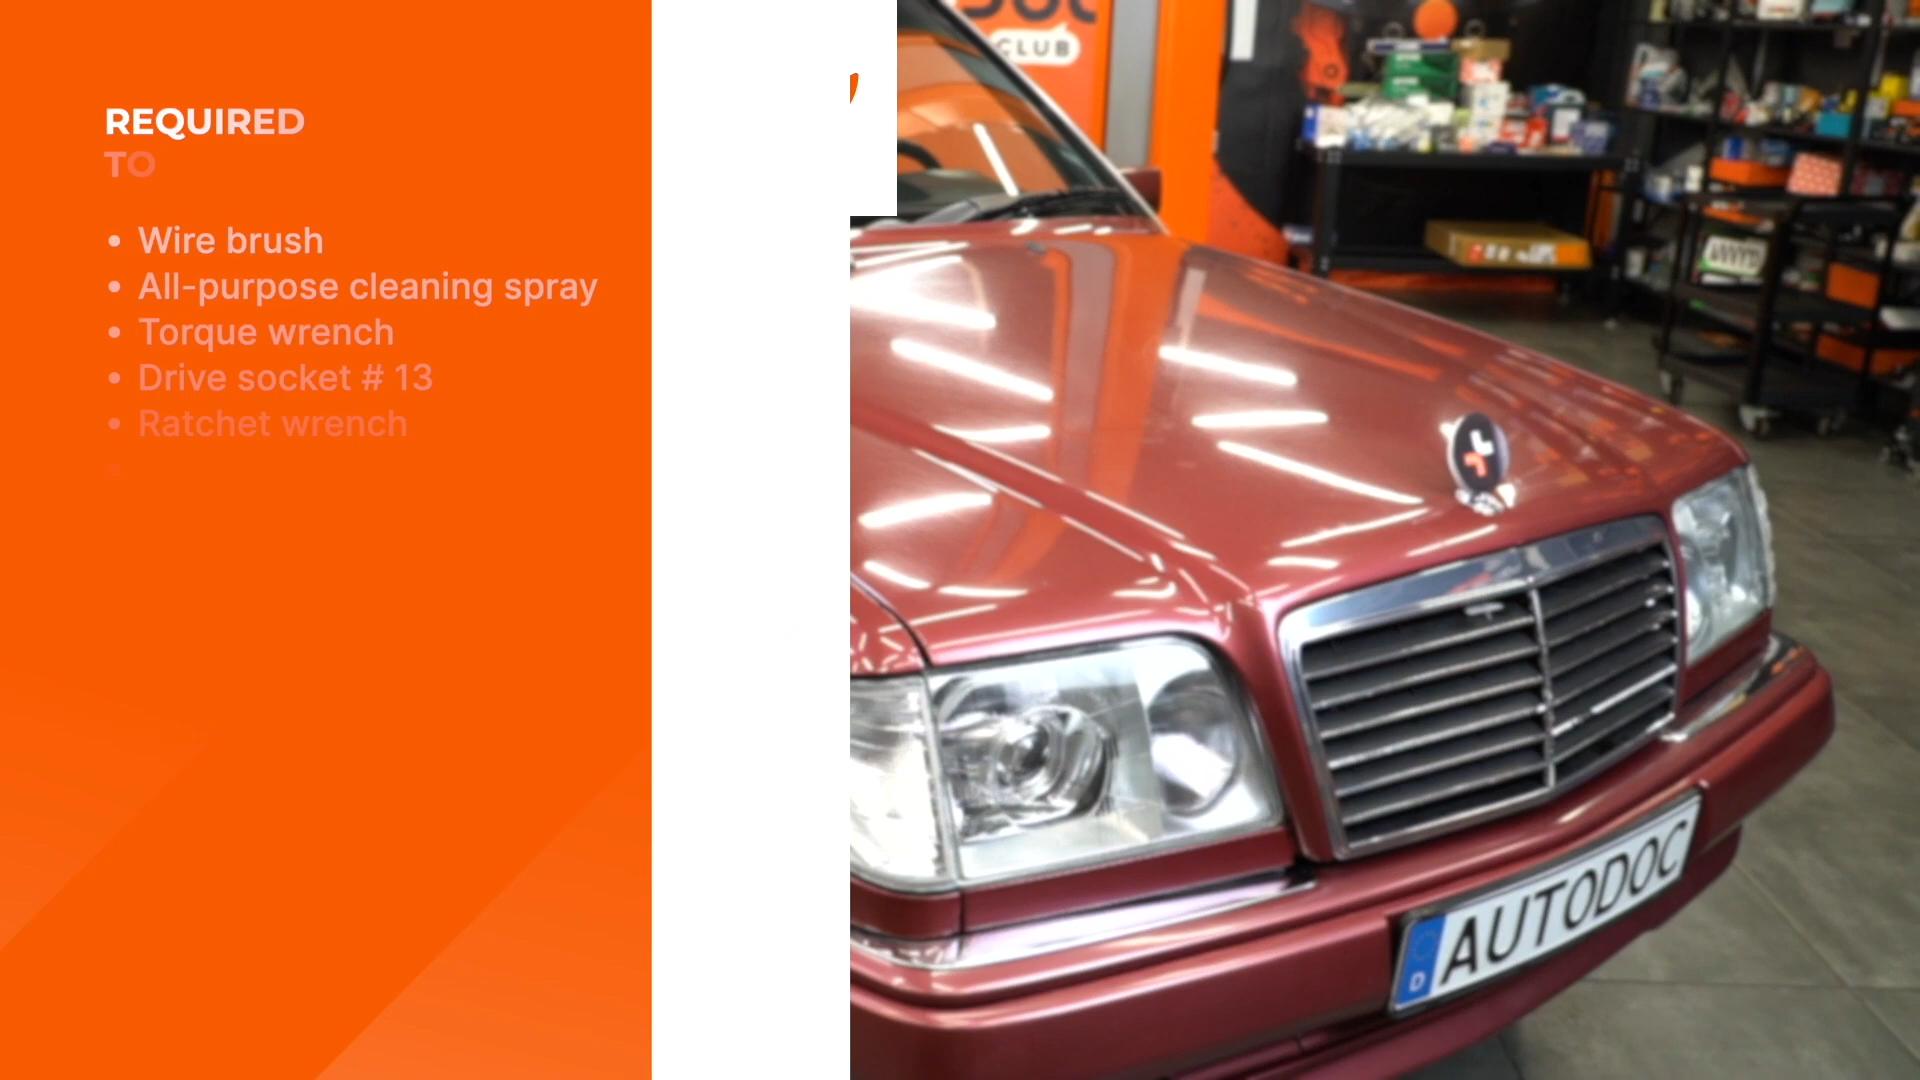 REQUIRED
TO
• Wire brush
• All-purpose cleaning spray
• Torque wrench
• Drive socket # 13
• Ratchet wrench
CLUB
AUTODOC
D